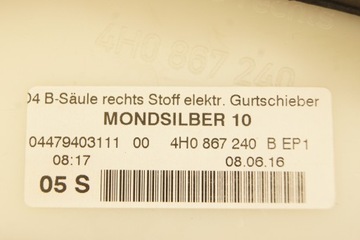 4H0 867 240
04 B-Säule rechts Stoff elektr. Gurtschieber
MONDSILBER 10
04479403111 00 4H0 867 240 B EP1
08:17 08.06.16
05 S